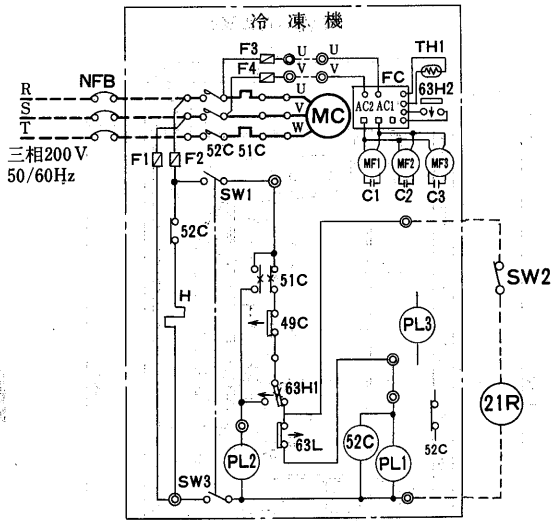 冷凍機
F3 U U TH1
F4 V V FC 63H2
NFB U
R
S V MC AC2 AC1
T W
三相200V F1 F2 52C 51C MF1 MF2 MF3
50/60Hz C1 C2 C3
SW1
52C
51C SW2
H
49C PL3
63H1
21R
63L 52C 52C
PL2 PL1
SW3